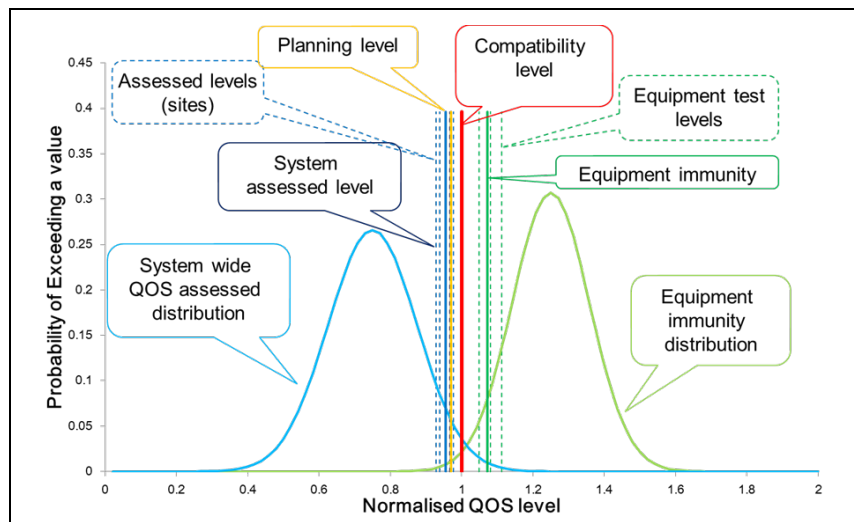 Planning level
Compatibility
level
Assessed levels
(sites)
Equipment test
levels
System
assessed level
Equipment immunity
System wide
QOS assessed
distribution
Equipment
immunity
distribution
Probability of Exceeding a value
0.45
0.4
0.35
0.3
0.25
0.2
0.15
0.1
0.05
0
0 0.2 0.4 0.6 0.8 1 1.2 1.4 1.6 1.8 2
Normalised QOS level